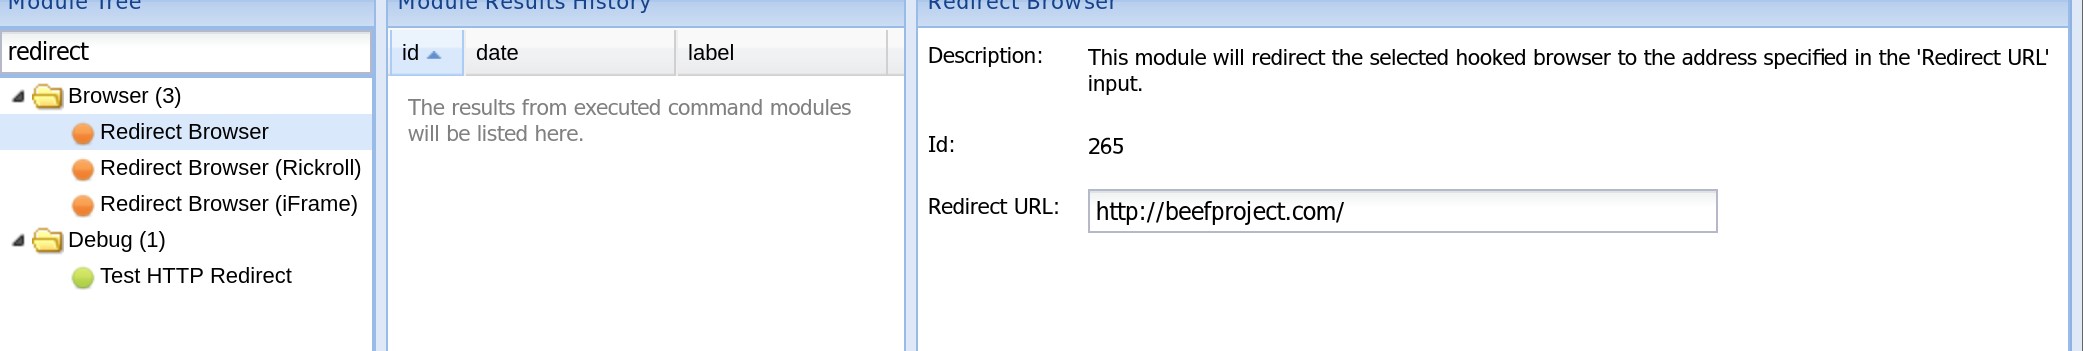 Module Tree
redirect
Browser (3)
Redirect Browser
Redirect Browser (Rickroll)
Redirect Browser (iFrame)
Debug (1)
Test HTTP Redirect
Module Results History
id date label
The results from executed command modules
will be listed here.
Redirect Browser
Description: This module will redirect the selected hooked browser to the address specified in the 'Redirect URL'
input.
Id: 265
Redirect URL: http://beefproject.com/